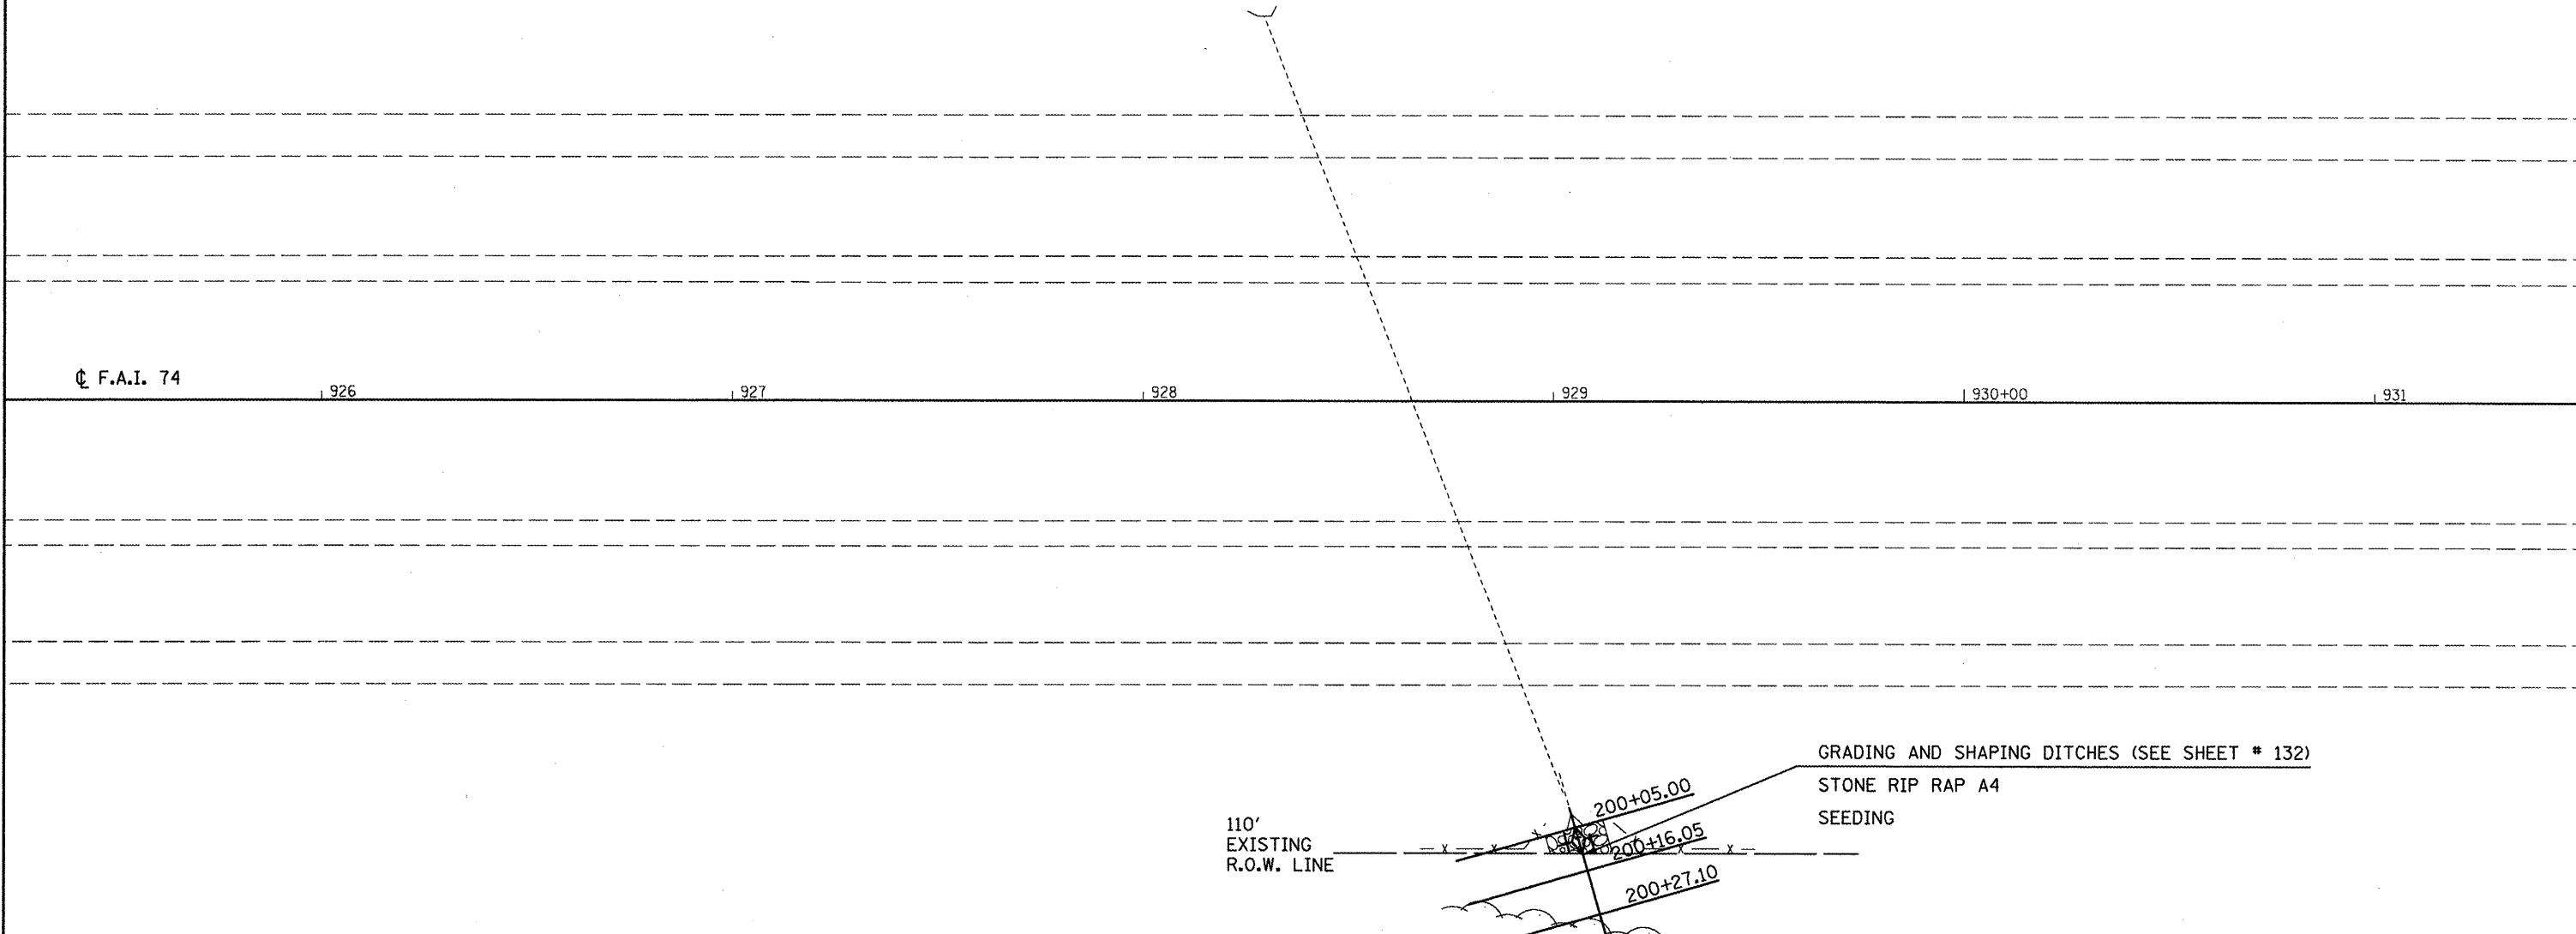 ℄ F.A.I. 74
926
927
928
929
930+00
931
GRADING AND SHAPING DITCHES (SEE SHEET # 132)
STONE RIP RAP A4
SEEDING
200+05.00
110'
EXISTING
R.O.W. LINE
200+16.05
200+27.10